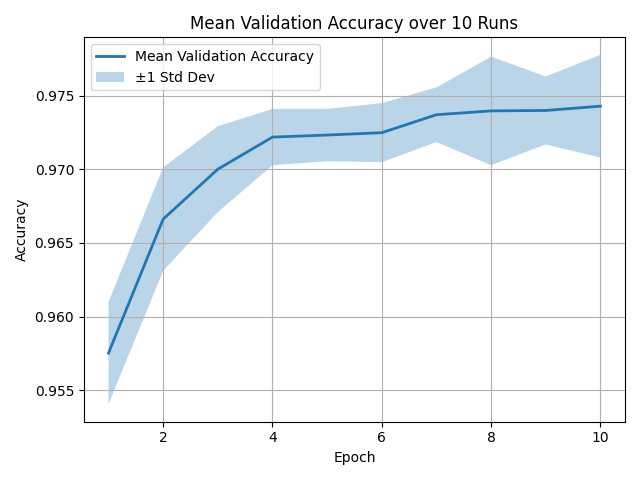 Mean Validation Accuracy over 10 Runs
Mean Validation Accuracy
±1 Std Dev
0.975
0.970
0.965
0.960
0.955
Accuracy
2 4 6 8 10
Epoch